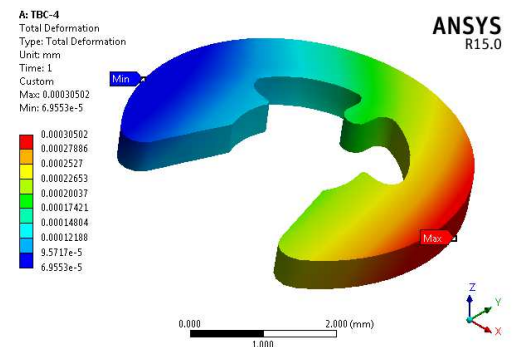 A: TBC-4
Total Deformation
Type: Total Deformation
Unit: mm
Time: 1
Custom
Max: 0.00030502
Min: 6.9553e-5
ANSYS
R15.0
Min
0.00030502
0.00027886
0.0002527
0.00022653
0.00020037
0.00017421
0.00014804
0.00012188
9.5717e-5
6.9553e-5
Max
0.000 2.000 (mm)
1.000
Z
Y
X